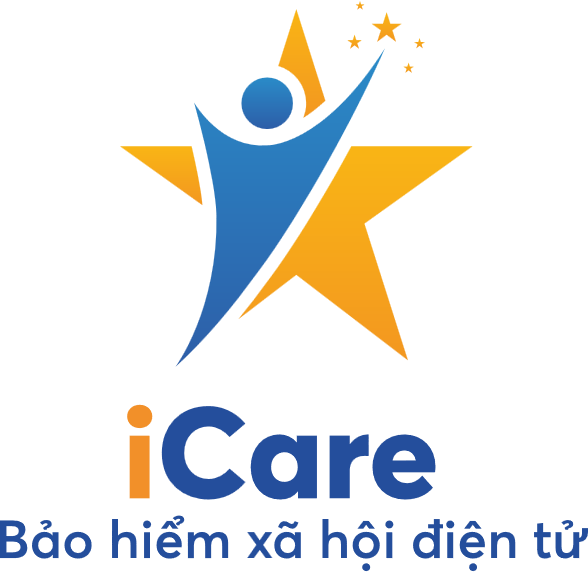 iCare
Bảo hiểm xã hội điện tử